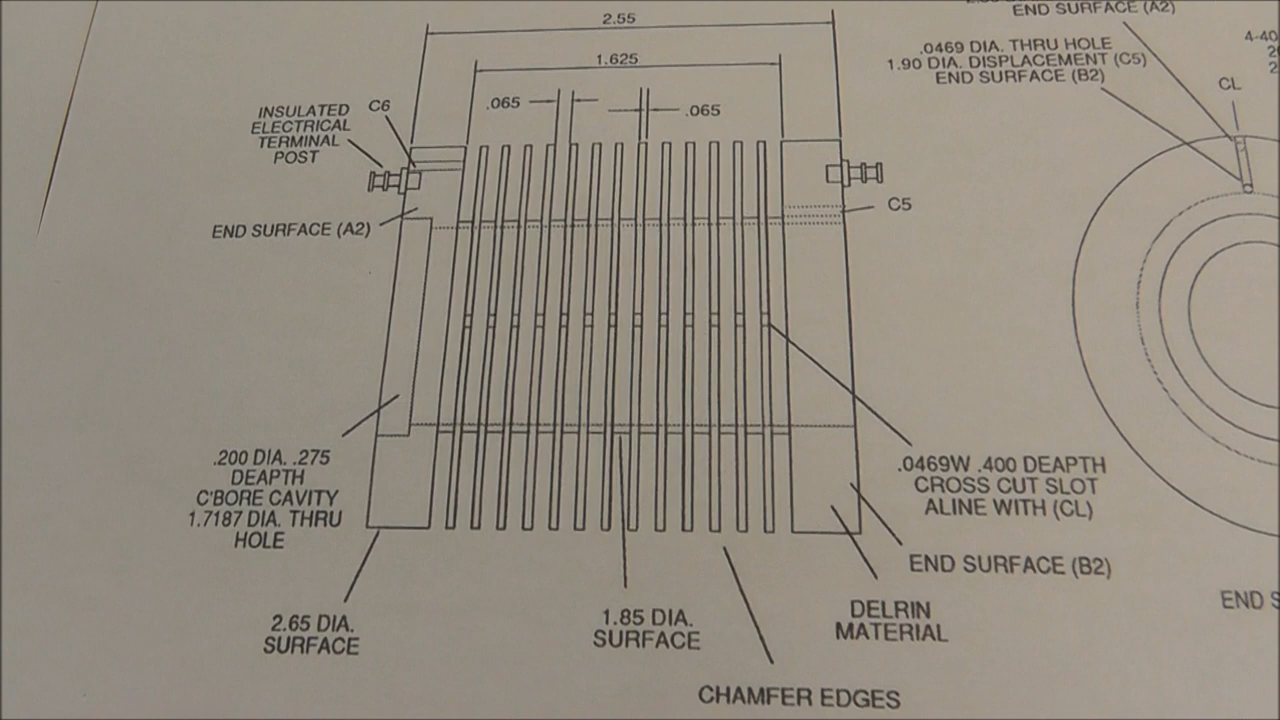 2.55
1.625
.065
.065
INSULATED
ELECTRICAL
TERMINAL
POST
C6
END SURFACE (A2)
C5
END SURFACE (A2)
.0469 DIA. THRU HOLE
1.90 DIA. DISPLACEMENT (C5)
END SURFACE (B2)
4-40
CL
.200 DIA. .275
DEAPTH
C'BORE CAVITY
1.7187 DIA. THRU
HOLE
2.65 DIA.
SURFACE
1.85 DIA.
SURFACE
CHAMFER EDGES
DELRIN
MATERIAL
END SURFACE (B2)
.0469W .400 DEAPTH
CROSS CUT SLOT
ALINE WITH (CL)
END S